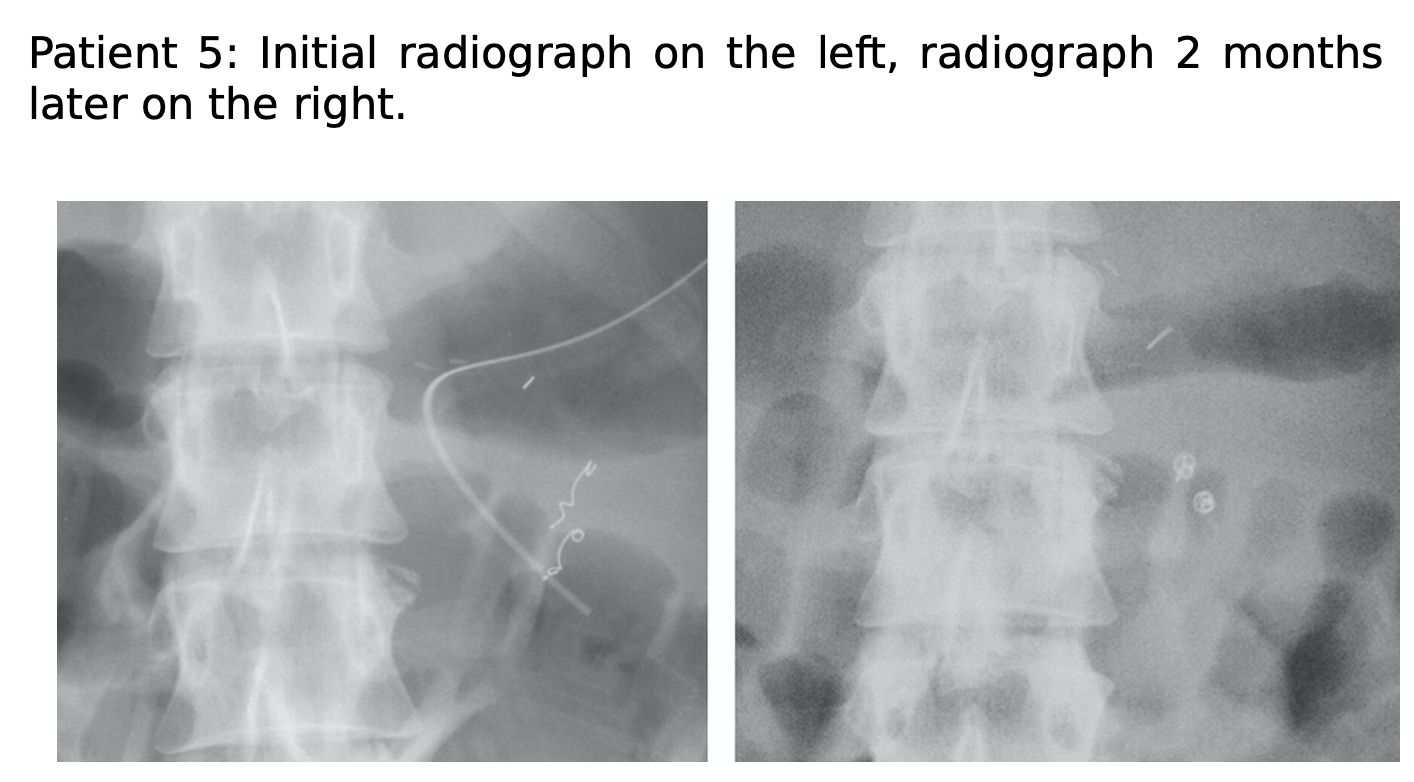 Patient 5: Initial radiograph on the left, radiograph 2 months
later on the right.